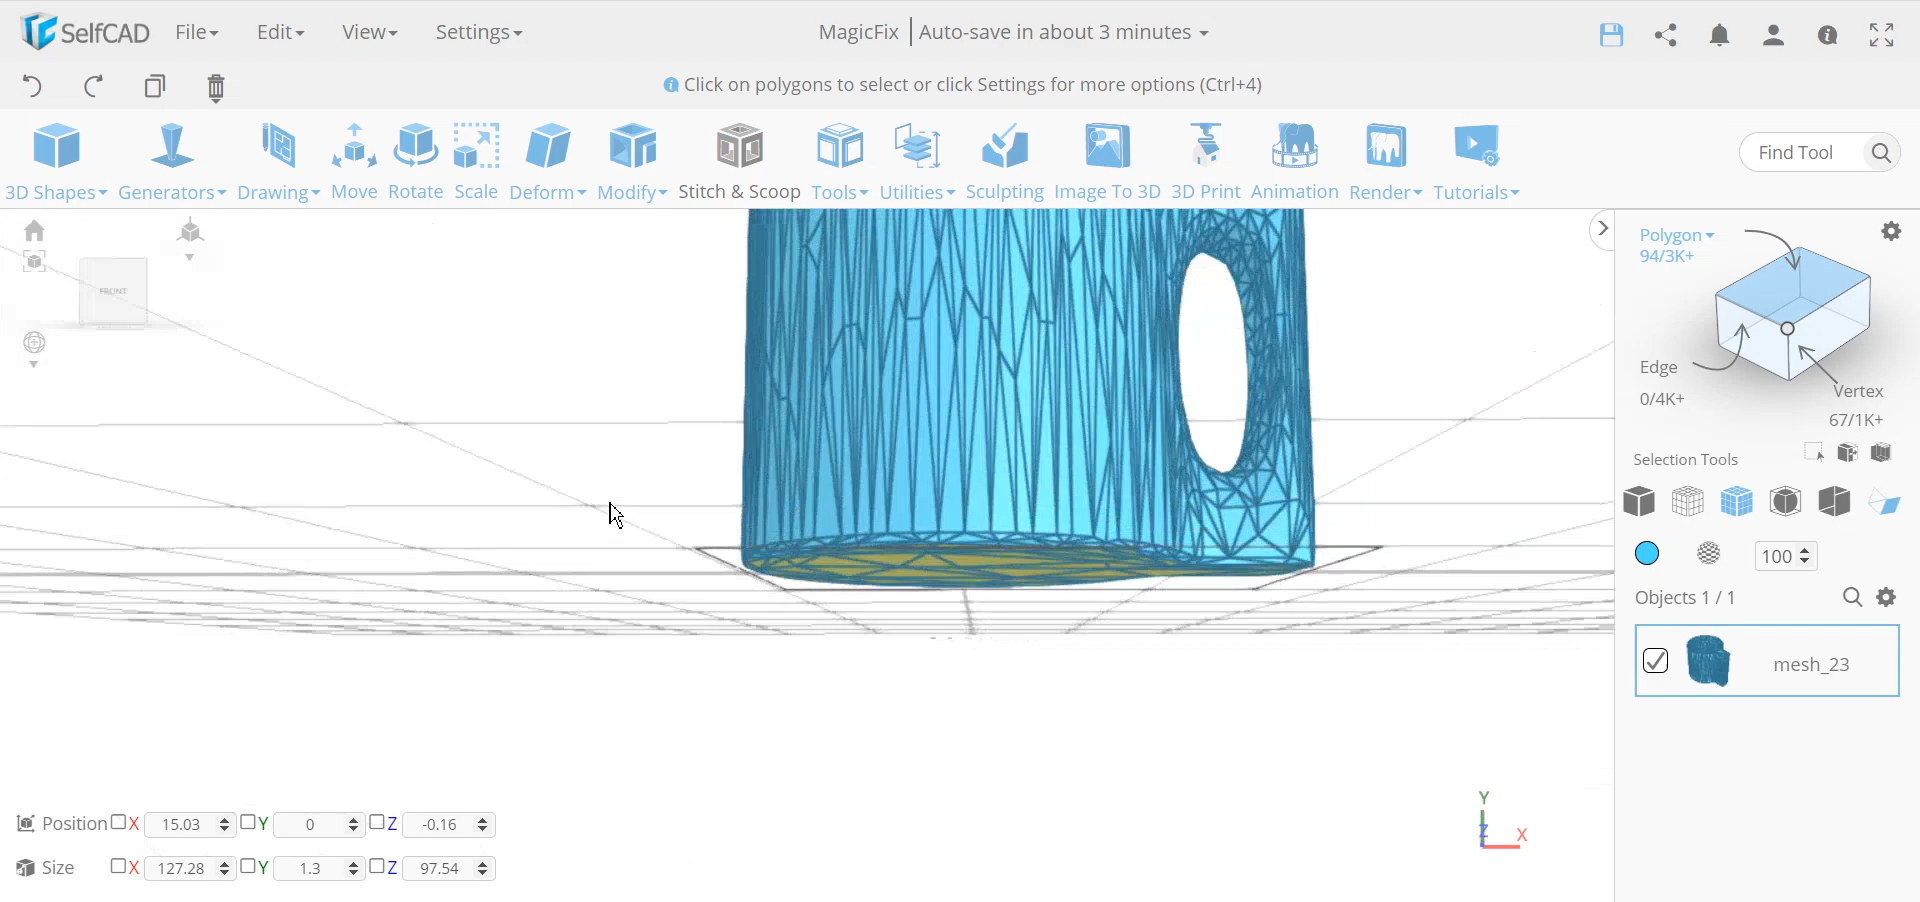 SelfCAD File Edit View Settings MagicFix Auto-save in about 3 minutes
Click on polygons to select or click Settings for more options (Ctrl+4)
3D Shapes Generators Drawing Move Rotate Scale Deform Modify Stitch & Scoop Tools Utilities Sculpting Image To 3D 3D Print Animation Render Tutorials
Find Tool
FRONT
Polygon
94/3K+
Edge
0/4K+
Vertex
67/1K+
Selection Tools
100
Objects 1 / 1
mesh_23
Y
Z X
Position X 15.03 Y 0 Z -0.16
Size X 127.28 Y 1.3 Z 97.54